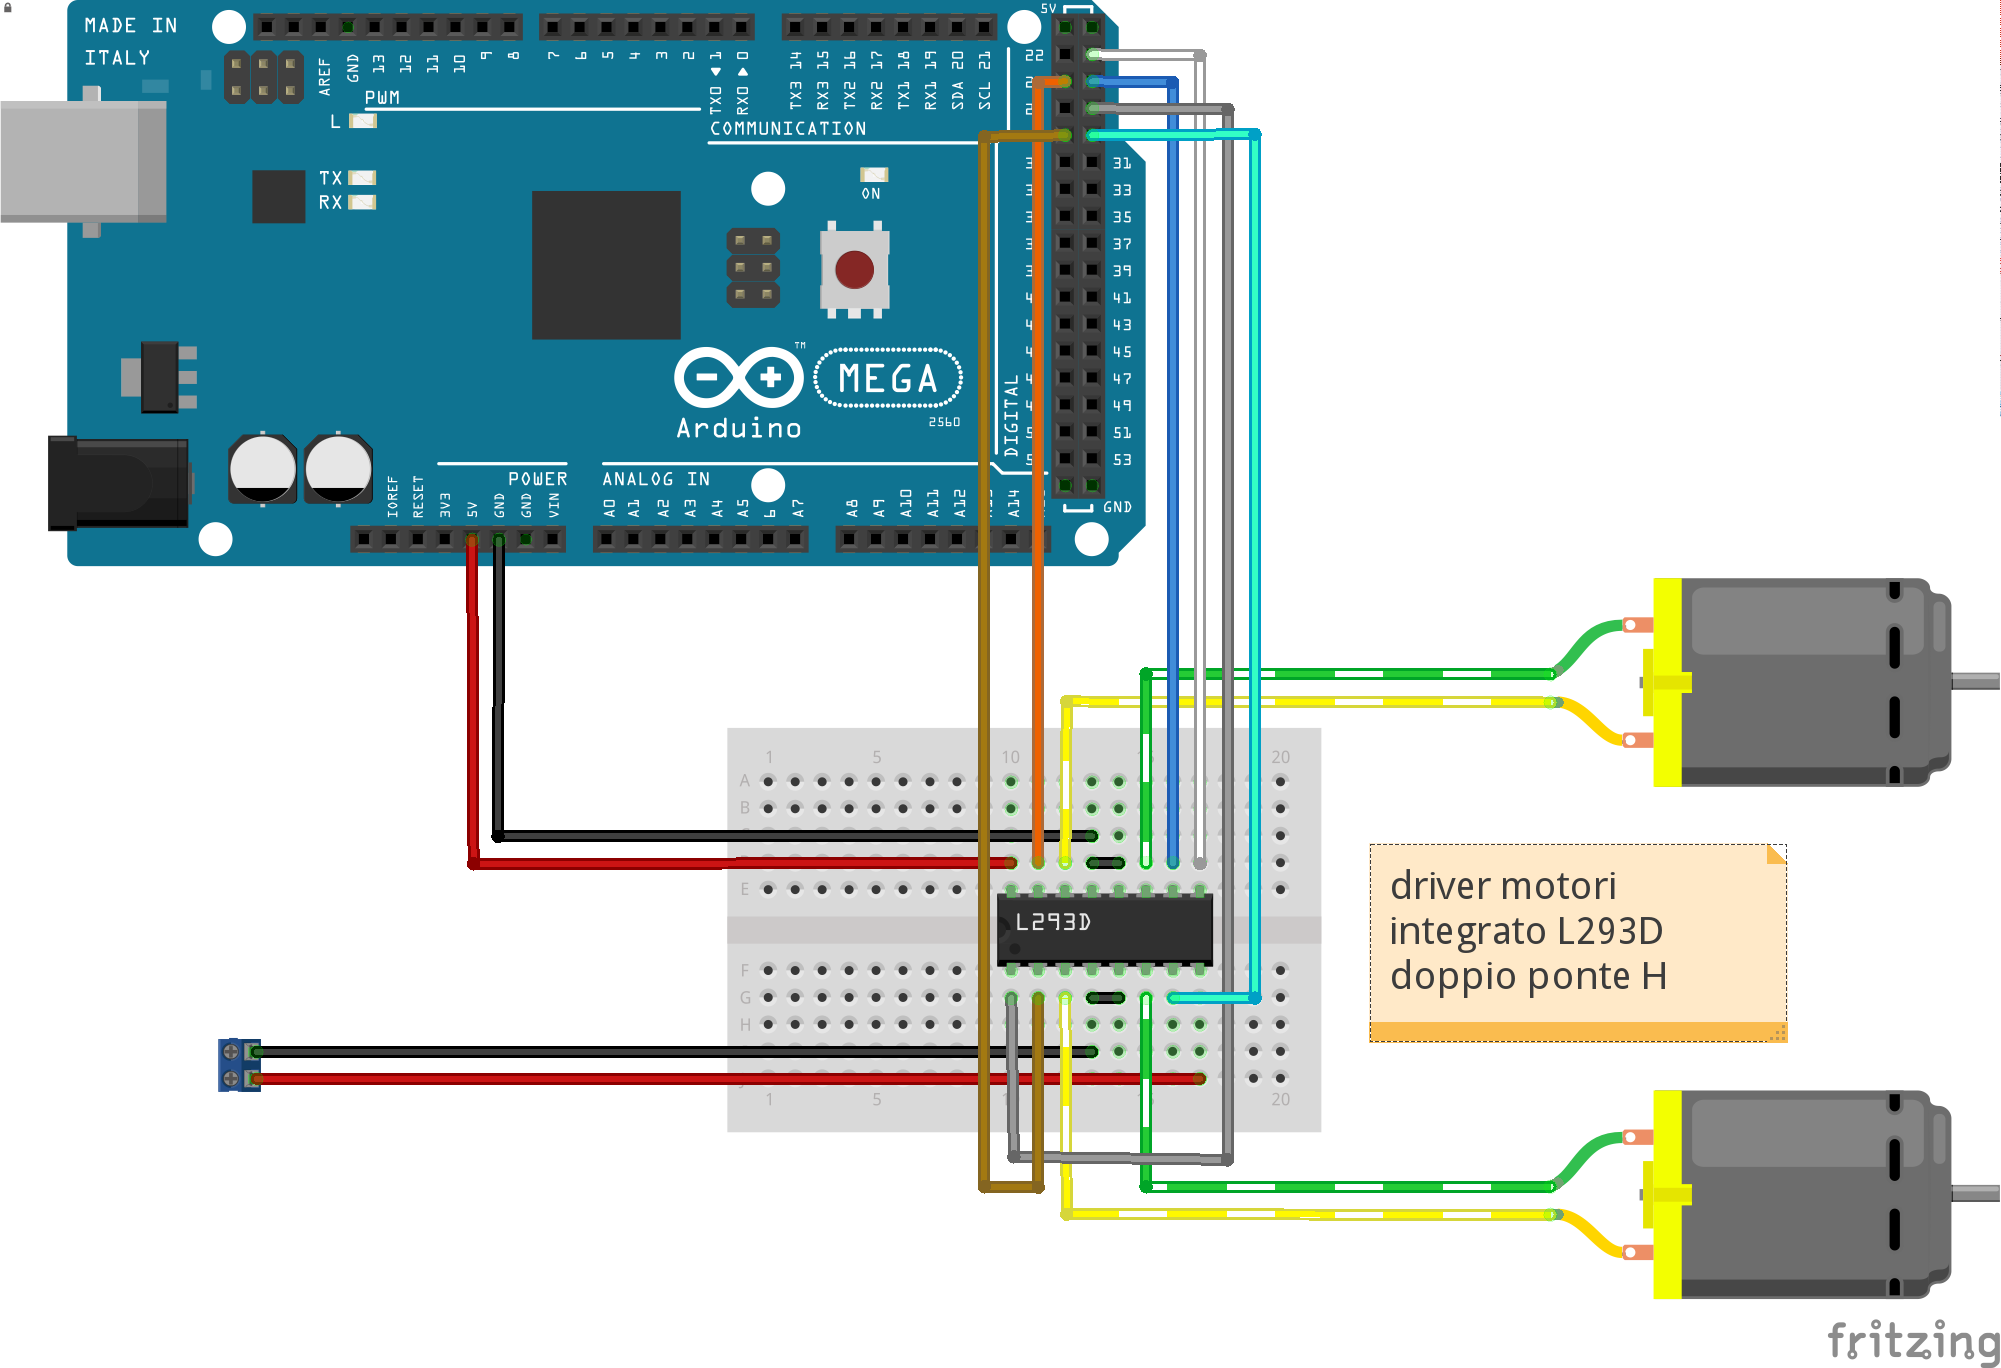 MADE IN
ITALY
AREF
GND
13
12
11
10
9
8
7
6
5
4
3
2
TX0 1
RX0 0
TX3 14
RX3 15
TX2 16
RX2 17
TX1 18
RX1 19
SDA 20
SCL 21
5V
22
PWM
L
COMMUNICATION
TX
RX
ON
31
33
35
37
39
41
43
45
47
49
51
53
GND
TM
MEGA
Arduino
2560
DIGITAL
POWER
ANALOG IN
IOREF
RESET
3V3
5V
GND
GND
VIN
A0
A1
A2
A3
A4
A5
A7
A8
A9
A10
A11
A12
A14
1
5
10
20
A
B
E
L293D
F
G
H
1
5
20
driver motori
integrato L293D
doppio ponte H
fritzing